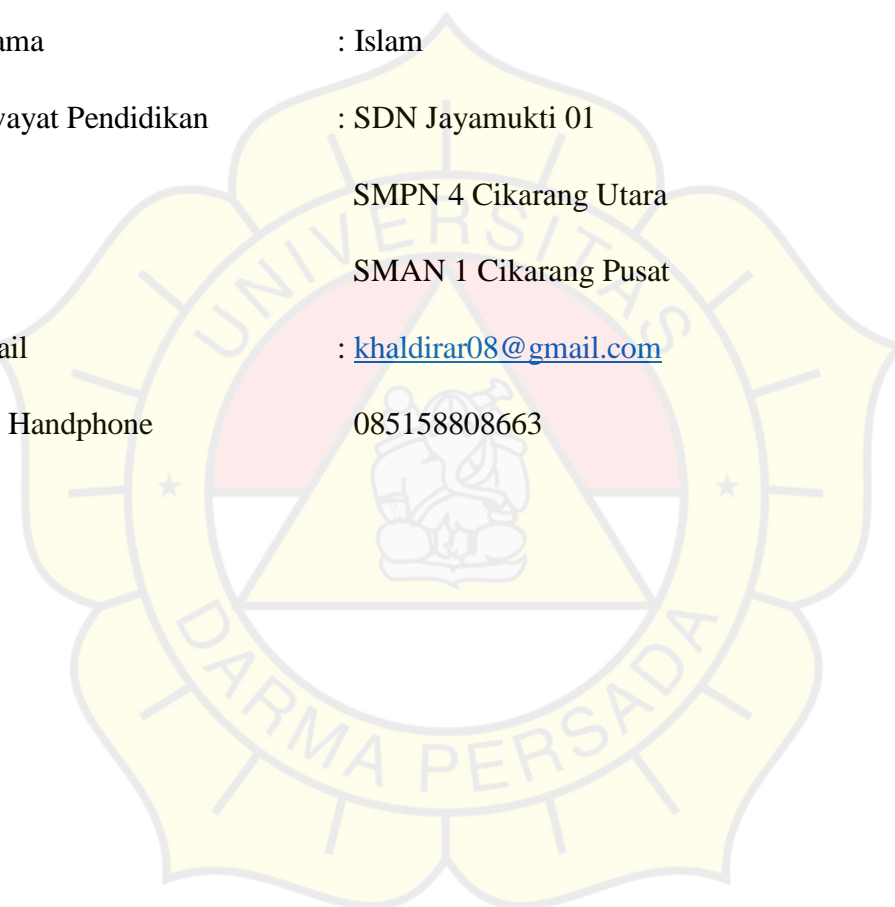 ama : Islam
wayat Pendidikan : SDN Jayamukti 01
SMPN 4 Cikarang Utara
SMAN 1 Cikarang Pusat
ail : khaldirar08@gmail.com
Handphone 085158808663
UNIVERSITAS
DARMA PERSADA